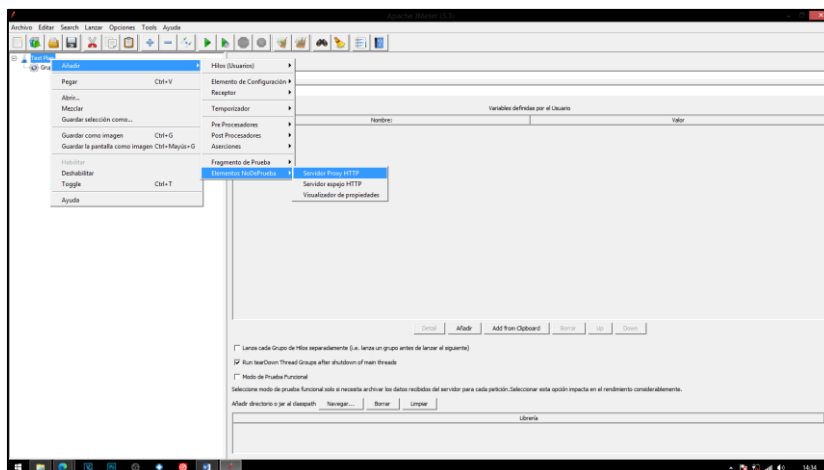 Apache JMeter (5.3)
Archivo Editar Search Lanzar Opciones Tools Ayuda
Test Plan
Gru
Añadir
Pegar Ctrl+V
Abrir...
Mezclar
Guardar selección como...
Guardar como imagen Ctrl+G
Guardar la pantalla como imagen Ctrl+Mayús+G
Habilitar
Deshabilitar
Toggle Ctrl+T
Ayuda
Hilos (Usuarios)
Elemento de Configuración
Receptor
Temporizador
Pre Procesadores
Post Procesadores
Aserciones
Fragmento de Prueba
Elementos NoDePrueba
Servidor Proxy HTTP
Servidor espejo HTTP
Visualizador de propiedades
Variables definidas por el Usuario
Nombre: Valor
Detail Añadir Add from Clipboard Borrar Up Down
Lanza cada Grupo de Hilos separadamente (i.e. lanza un grupo antes de lanzar el siguiente)
Run tearDown Thread Groups after shutdown of main threads
Modo de Prueba Funcional
Seleccione modo de prueba funcional solo si necesita archivar los datos recibidos del servidor para cada petición.Seleccionar esta opción impacta en el rendimiento considerablemente.
Añadir directorio o jar al classpath Navegar... Borrar Limpiar
Librería
14:34